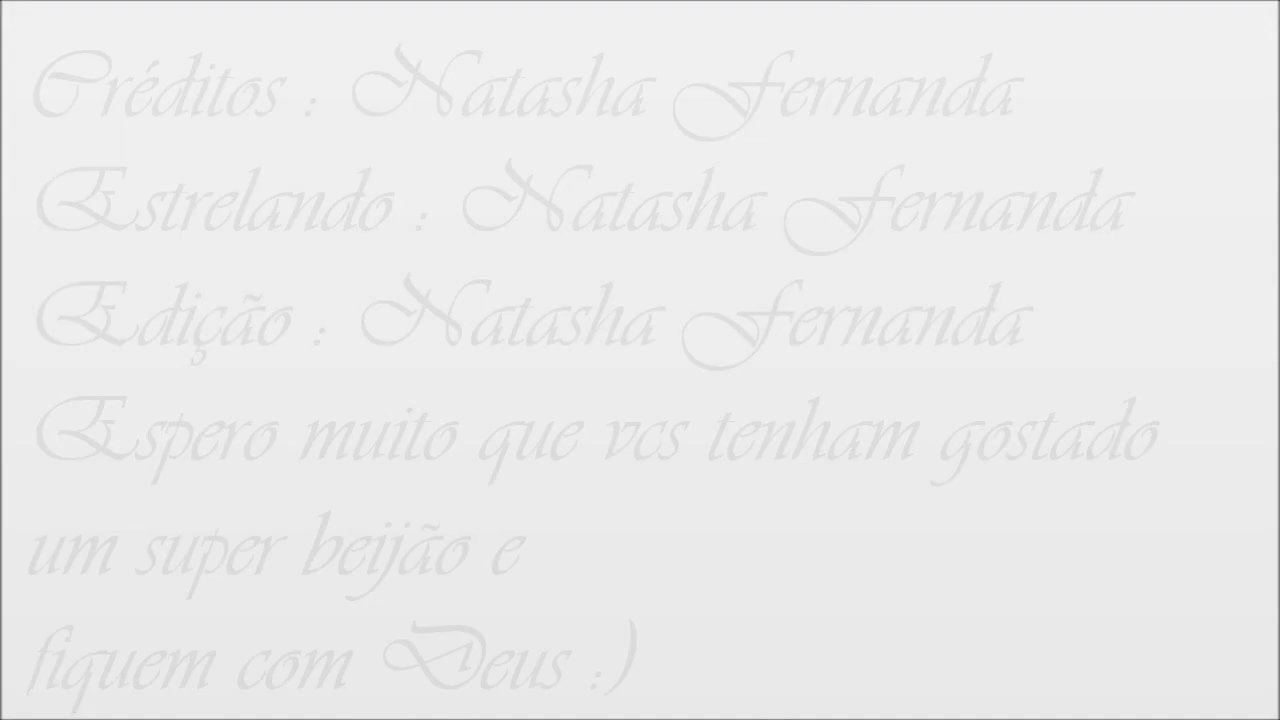 Créditos : Natasha Fernanda
Estrelando : Natasha Fernanda
Edição : Natasha Fernanda
Espero muito que vcs tenham gostado
um super beijão e
fiquem com Deus :)